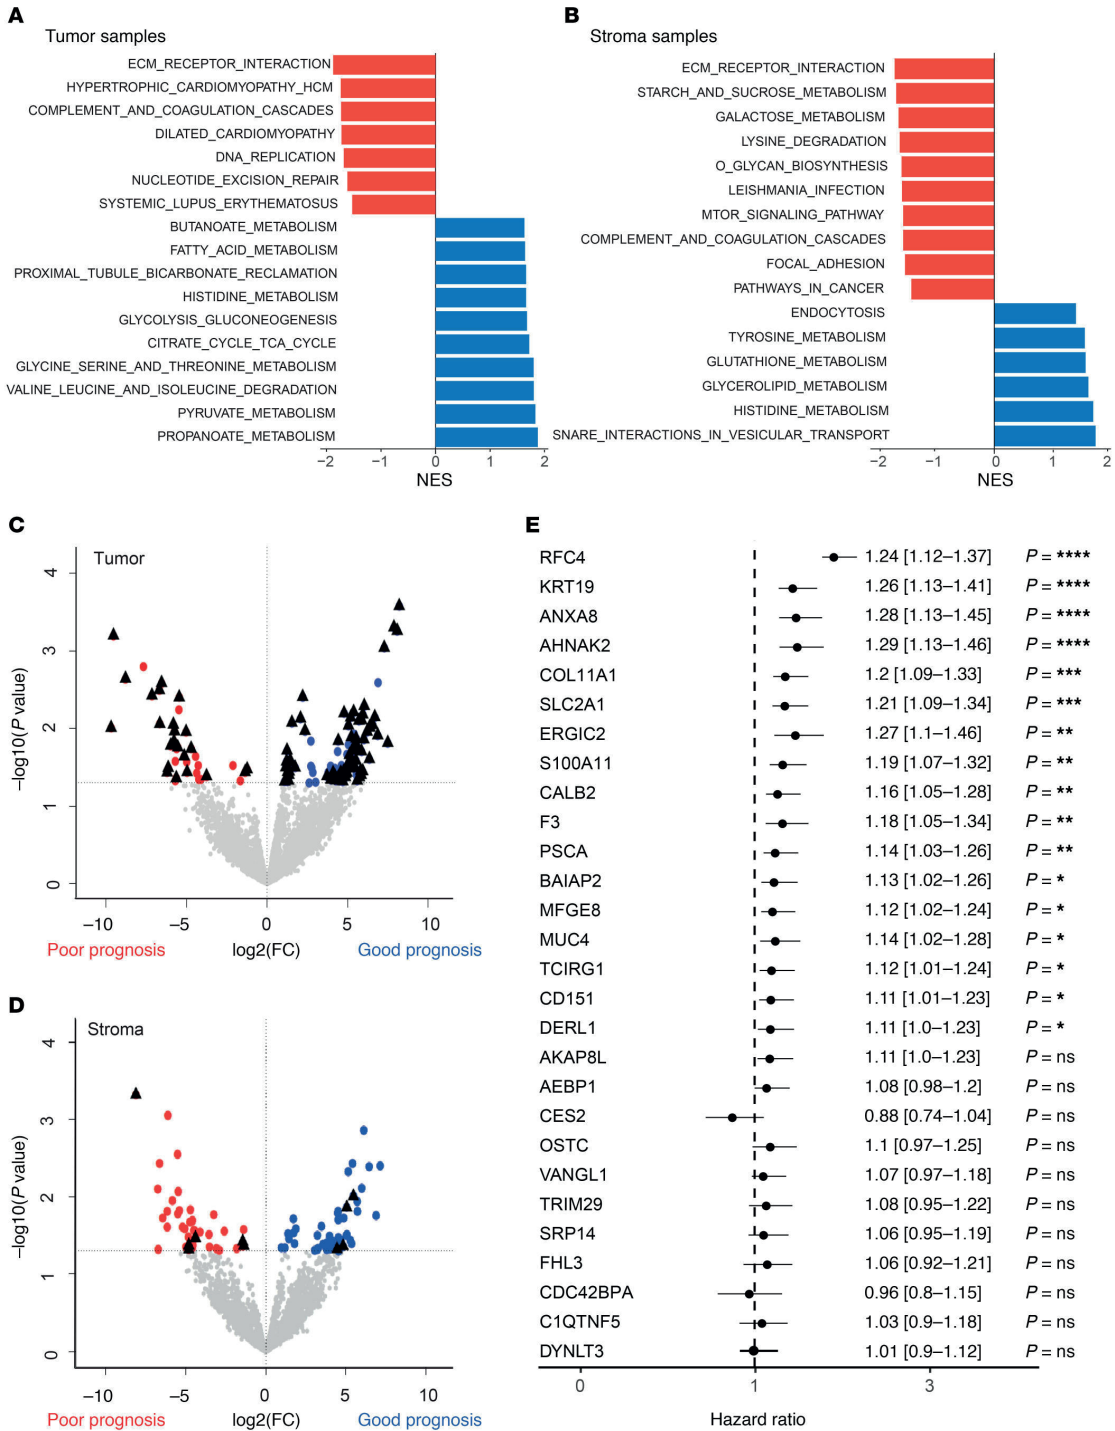 A
Tumor samples
ECM_RECEPTOR_INTERACTION
HYPERTROPHIC_CARDIOMYOPATHY_HCM
COMPLEMENT_AND_COAGULATION_CASCADES
DILATED_CARDIOMYOPATHY
DNA_REPLICATION
NUCLEOTIDE_EXCISION_REPAIR
SYSTEMIC_LUPUS_ERYTHEMATOSUS
BUTANOATE_METABOLISM
FATTY_ACID_METABOLISM
PROXIMAL_TUBULE_BICARBONATE_RECLAMATION
HISTIDINE_METABOLISM
GLYCOLYSIS_GLUCONEOGENESIS
CITRATE_CYCLE_TCA_CYCLE
GLYCINE_SERINE_AND_THREONINE_METABOLISM
VALINE_LEUCINE_AND_ISOLEUCINE_DEGRADATION
PYRUVATE_METABOLISM
PROPANOATE_METABOLISM
−2 −1 0 1 2
NES
B
Stroma samples
ECM_RECEPTOR_INTERACTION
STARCH_AND_SUCROSE_METABOLISM
GALACTOSE_METABOLISM
LYSINE_DEGRADATION
O_GLYCAN_BIOSYNTHESIS
LEISHMANIA_INFECTION
MTOR_SIGNALING_PATHWAY
COMPLEMENT_AND_COAGULATION_CASCADES
FOCAL_ADHESION
PATHWAYS_IN_CANCER
ENDOCYTOSIS
TYROSINE_METABOLISM
GLUTATHIONE_METABOLISM
GLYCEROLIPID_METABOLISM
HISTIDINE_METABOLISM
SNARE_INTERACTIONS_IN_VESICULAR_TRANSPORT
−2 −1 0 1 2
NES
C
Tumor
−log10(P value)
4
3
2
1
0
−10 −5 0 5 10
Poor prognosis log2(FC) Good prognosis
D
Stroma
−log10(P value)
4
3
2
1
0
−10 −5 0 5 10
Poor prognosis log2(FC) Good prognosis
E
RFC4 1.24 [1.12–1.37] P = ****
KRT19 1.26 [1.13–1.41] P = ****
ANXA8 1.28 [1.13–1.45] P = ****
AHNAK2 1.29 [1.13–1.46] P = ****
COL11A1 1.2 [1.09–1.33] P = ***
SLC2A1 1.21 [1.09–1.34] P = ***
ERGIC2 1.27 [1.1–1.46] P = **
S100A11 1.19 [1.07–1.32] P = **
CALB2 1.16 [1.05–1.28] P = **
F3 1.18 [1.05–1.34] P = **
PSCA 1.14 [1.03–1.26] P = **
BAIAP2 1.13 [1.02–1.26] P = *
MFGE8 1.12 [1.02–1.24] P = *
MUC4 1.14 [1.02–1.28] P = *
TCIRG1 1.12 [1.01–1.24] P = *
CD151 1.11 [1.01–1.23] P = *
DERL1 1.11 [1.0–1.23] P = *
AKAP8L 1.11 [1.0–1.23] P = ns
AEBP1 1.08 [0.98–1.2] P = ns
CES2 0.88 [0.74–1.04] P = ns
OSTC 1.1 [0.97–1.25] P = ns
VANGL1 1.07 [0.97–1.18] P = ns
TRIM29 1.08 [0.95–1.22] P = ns
SRP14 1.06 [0.95–1.19] P = ns
FHL3 1.06 [0.92–1.21] P = ns
CDC42BPA 0.96 [0.8–1.15] P = ns
C1QTNF5 1.03 [0.9–1.18] P = ns
DYNLT3 1.01 [0.9–1.12] P = ns
0 1 3
Hazard ratio